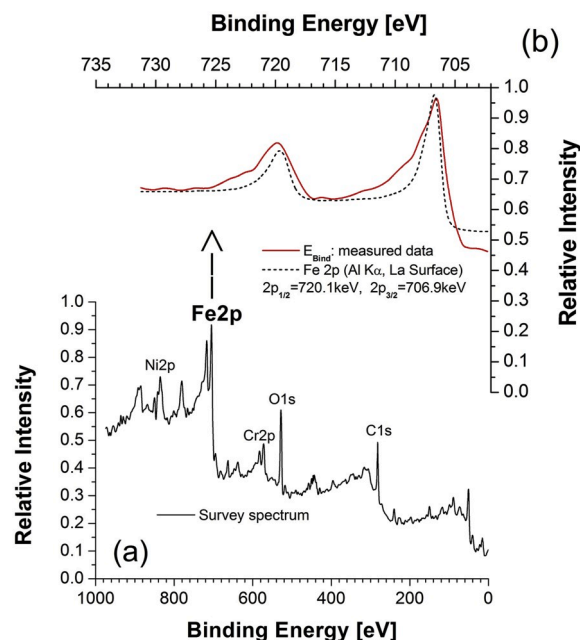 Binding Energy [eV]
(b)
735 730 725 720 715 710 705
1.0
0.9
0.8
0.7
0.6
0.5
0.4
0.3
0.2
0.1
0.0
Relative Intensity
E_Bind: measured data
Fe 2p (Al Kα, La Surface)
2p_1/2=720.1keV, 2p_3/2=706.9keV
1.0
0.9
0.8
0.7
0.6
0.5
0.4
0.3
0.2
0.1
0.0
Relative Intensity
Fe2p
Ni2p
O1s
Cr2p
C1s
Survey spectrum
(a)
1000 800 600 400 200 0
Binding Energy [eV]